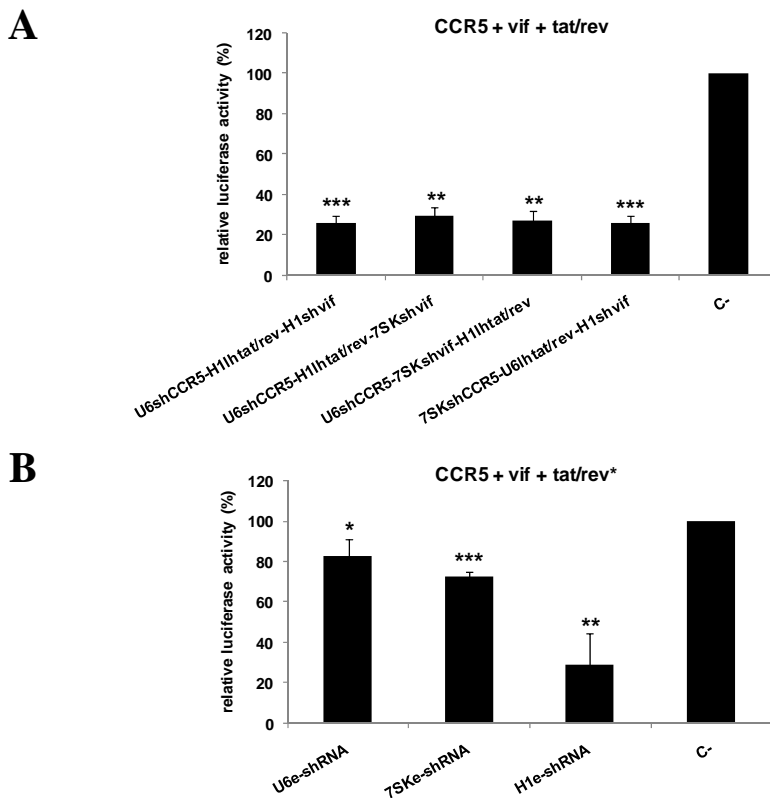 A
CCR5 + vif + tat/rev
relative luciferase activity (%)
120
100
80
60
40
20
0
***
**
**
***
U6shCCR5-H1lhtat/rev-H1shvif
U6shCCR5-H1lhtat/rev-7SKshvif
U6shCCR5-7SKshvif-H1lhtat/rev
7SKshCCR5-U6lhtat/rev-H1shvif
C-
B
CCR5 + vif + tat/rev*
relative luciferase activity (%)
120
100
80
60
40
20
0
*
***
**
U6e-shRNA
7SKe-shRNA
H1e-shRNA
C-